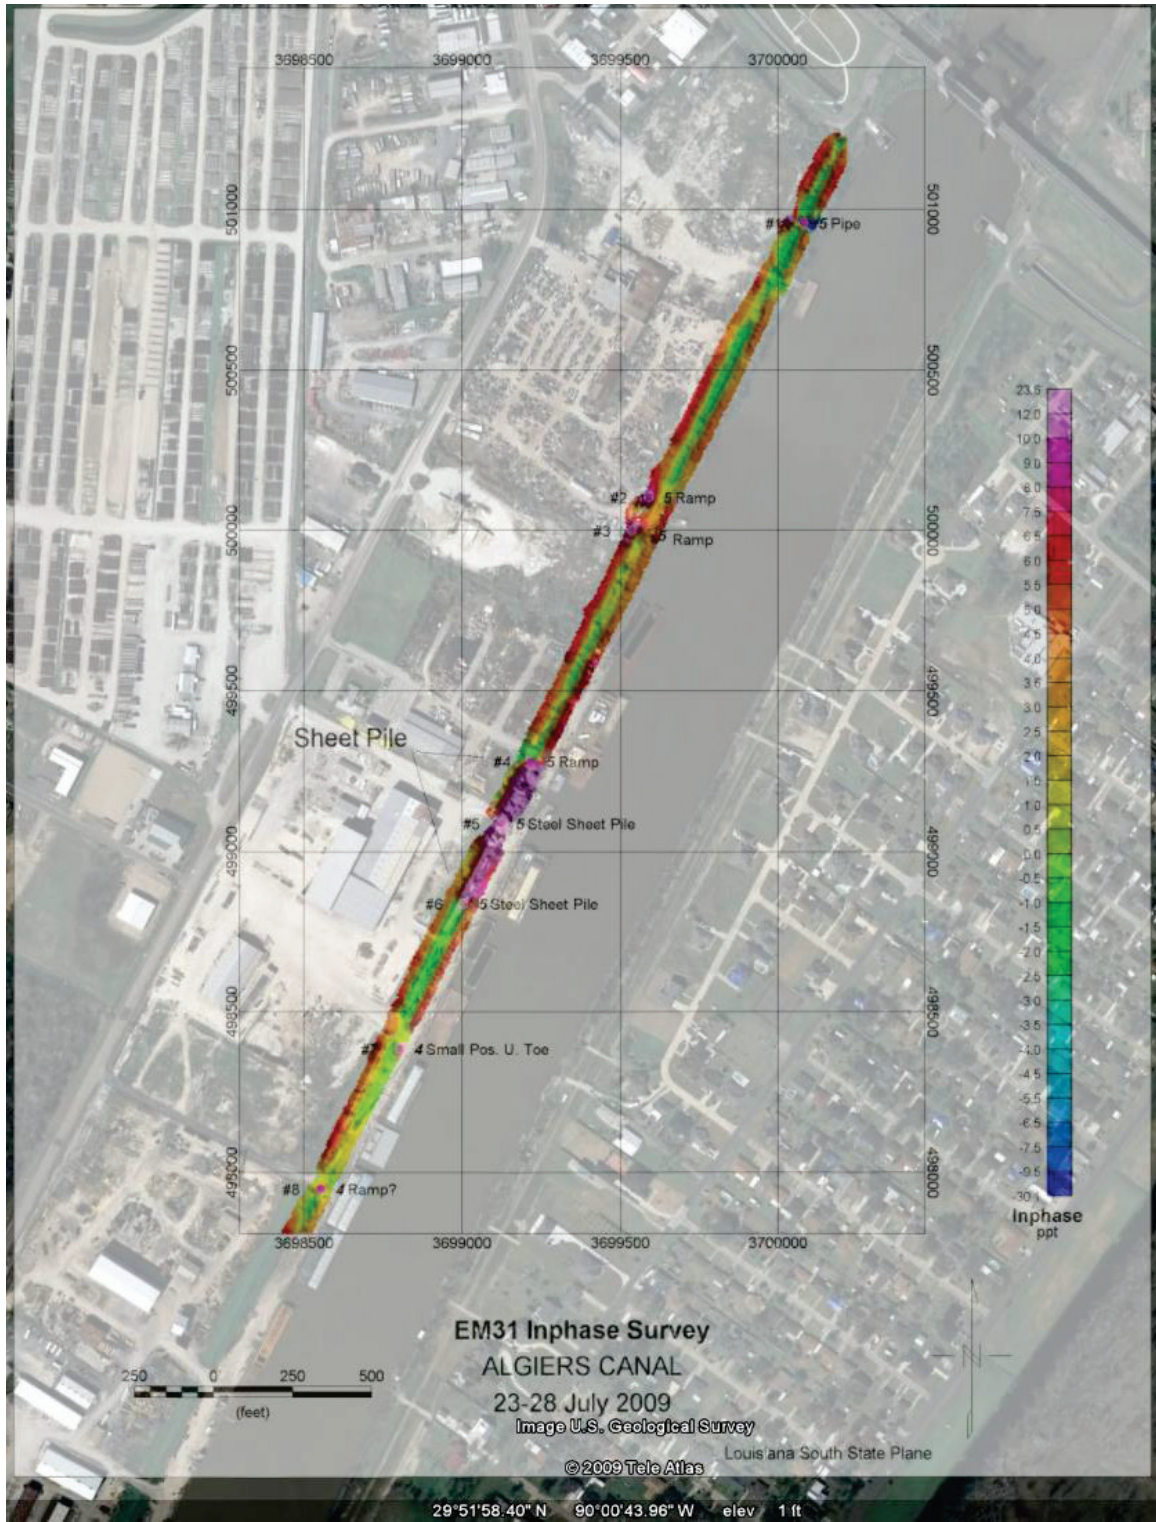 3698500 3699000 3699500 3700000
501000 501000
#1 5 Pipe
500500 500500
#2 5 Ramp
500000 #3 5 Ramp 500000
499500 499500
Sheet Pile
#4 5 Ramp
#5 5 Steel Sheet Pile
499000 499000
#6 5 Steel Sheet Pile
498500 498500
#7 4 Small Pos. U. Toe
498000 498000
#8 4 Ramp?
3698500 3699000 3699500 3700000
23.5
12.0
10.0
9.0
8.0
7.5
6.5
6.0
5.5
5.0
4.5
4.0
3.5
3.0
2.5
2.0
1.5
1.0
0.5
0.0
-0.5
-1.0
-1.5
-2.0
-2.5
-3.0
-3.5
-4.0
-4.5
-5.5
-6.5
-7.5
-9.5
Inphase
ppt
EM31 Inphase Survey
ALGIERS CANAL
23-28 July 2009
250 0 250 500
(feet)
N
Image U.S. Geological Survey
Louisiana South State Plane
© 2009 Tele Atlas
29°51'58.40" N 90°00'43.96" W elev 1 ft